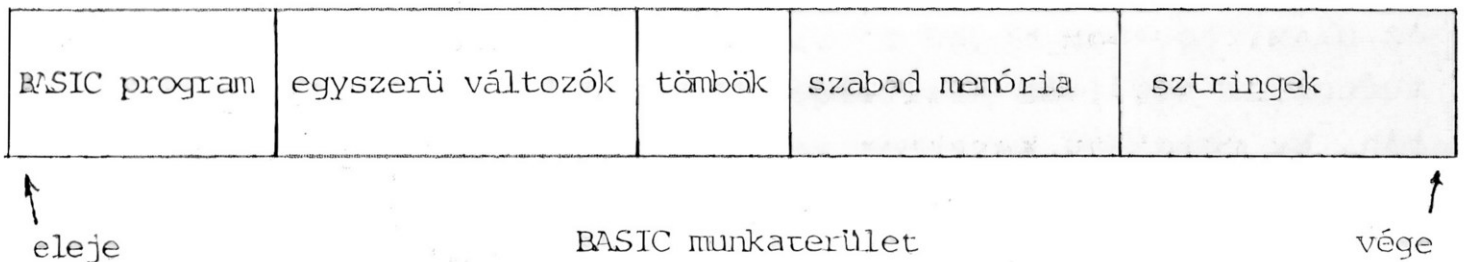 BASIC program egyszerü változók tömbök szabad memória sztringek
eleje BASIC munkaterület vége